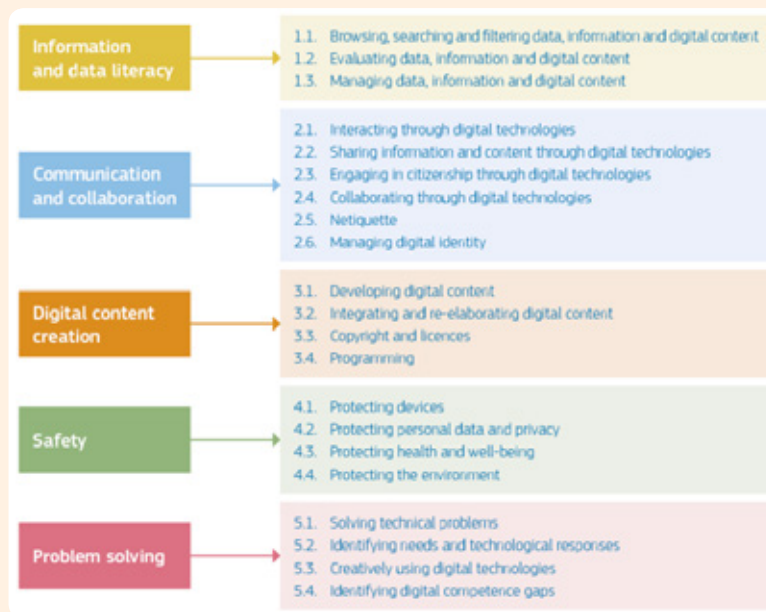 Information
and data literacy
1.1. Browsing, searching and filtering data, information and digital content
1.2. Evaluating data, information and digital content
1.3. Managing data, information and digital content
Communication
and collaboration
2.1. Interacting through digital technologies
2.2. Sharing information and content through digital technologies
2.3. Engaging in citizenship through digital technologies
2.4. Collaborating through digital technologies
2.5. Netiquette
2.6. Managing digital identity
Digital content
creation
3.1. Developing digital content
3.2. Integrating and re-elaborating digital content
3.3. Copyright and licences
3.4. Programming
Safety
4.1. Protecting devices
4.2. Protecting personal data and privacy
4.3. Protecting health and well-being
4.4. Protecting the environment
Problem solving
5.1. Solving technical problems
5.2. Identifying needs and technological responses
5.3. Creatively using digital technologies
5.4. Identifying digital competence gaps